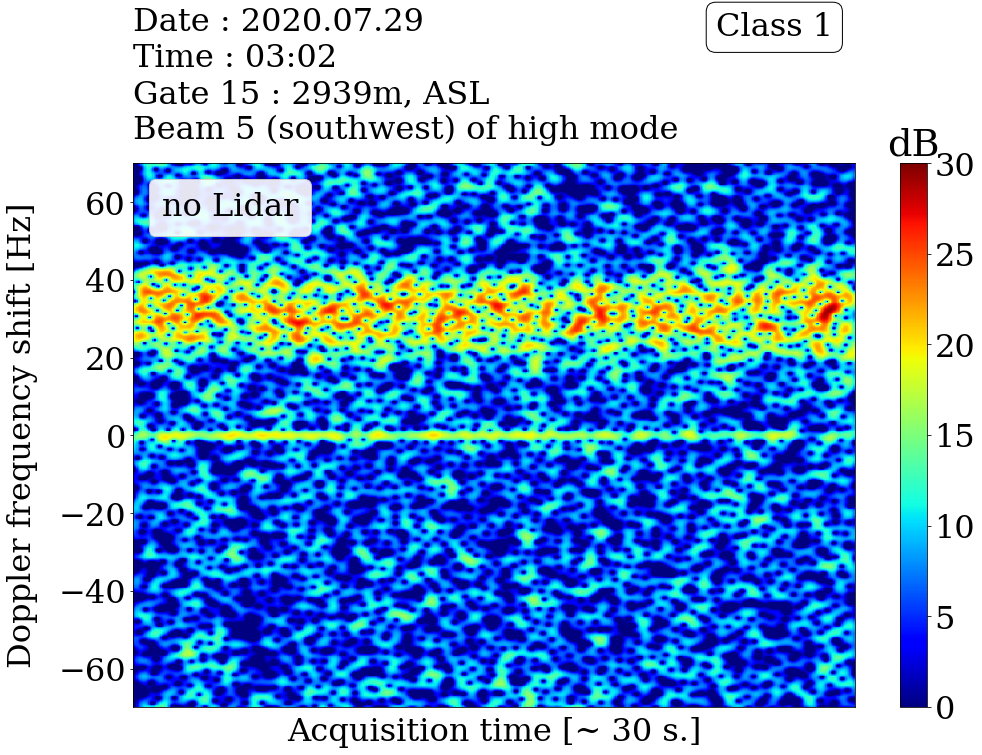 Date : 2020.07.29
Time : 03:02
Gate 15 : 2939m, ASL
Beam 5 (southwest) of high mode
Class 1
dB
no Lidar
Doppler frequency shift [Hz]
60
40
20
0
−20
−40
−60
30
25
20
15
10
5
0
Acquisition time [~ 30 s.]